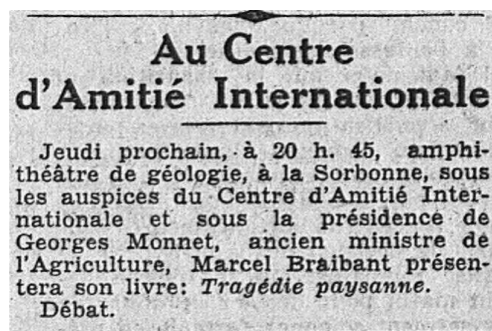 Au Centre
d'Amitié Internationale
Jeudi prochain, à 20 h. 45, amphi-
théâtre de géologie, à la Sorbonne, sous
les auspices du Centre d'Amitié Inter-
nationale et sous la présidence de
Georges Monnet, ancien ministre de
l'Agriculture, Marcel Braibant présen-
tera son livre: Tragédie paysanne.
Débat.